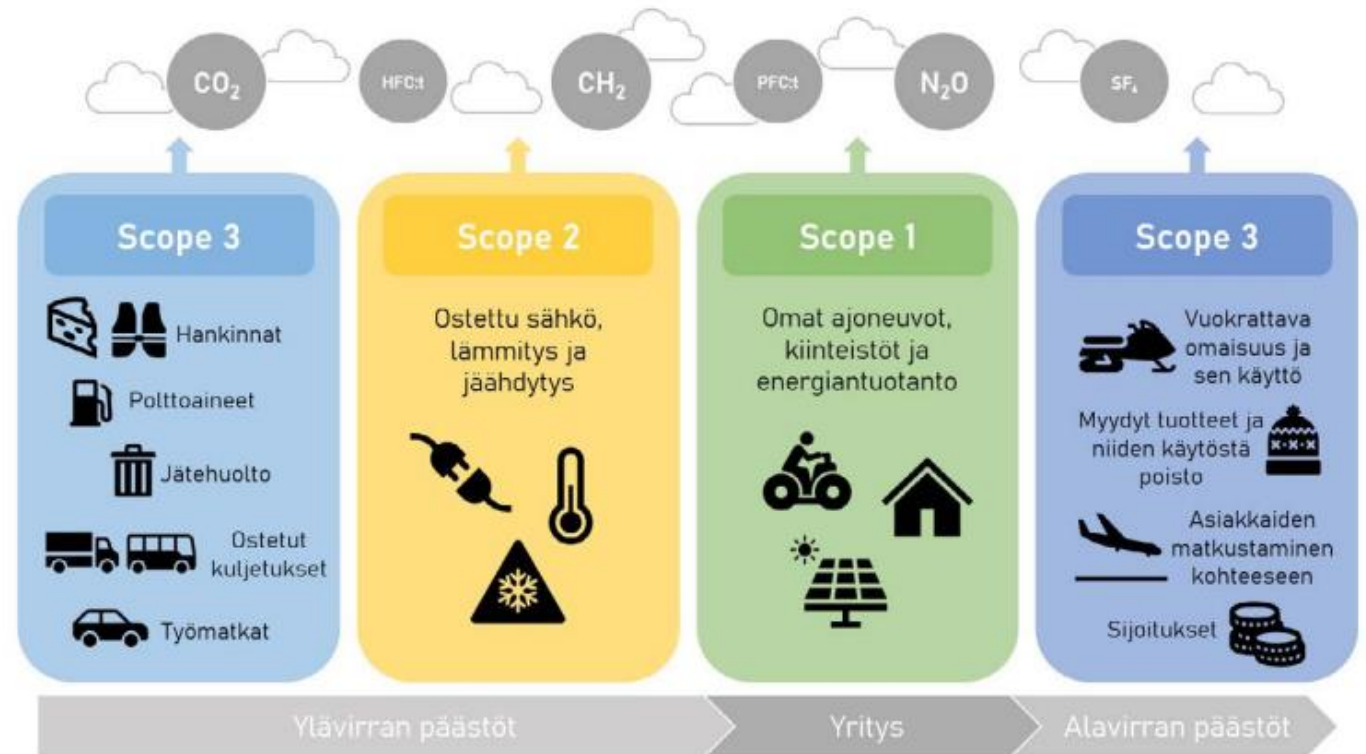 CO₂
HFC:t
CH₂
PFC:t
N₂O
SF₆
Scope 3
Hankinnat
Polttoaineet
Jätehuolto
Ostetut
kuljetukset
Työmatkat
Scope 2
Ostettu sähkö,
lämmitys ja
jäähdytys
Scope 1
Omat ajoneuvot,
kiinteistöt ja
energiantuotanto
Scope 3
Vuokrattava
omaisuus ja
sen käyttö
Myydyt tuotteet ja
niiden käytöstä
poisto
Asiakkaiden
matkustaminen
kohteeseen
Sijoitukset
Ylävirran päästöt
Yritys
Alavirran päästöt